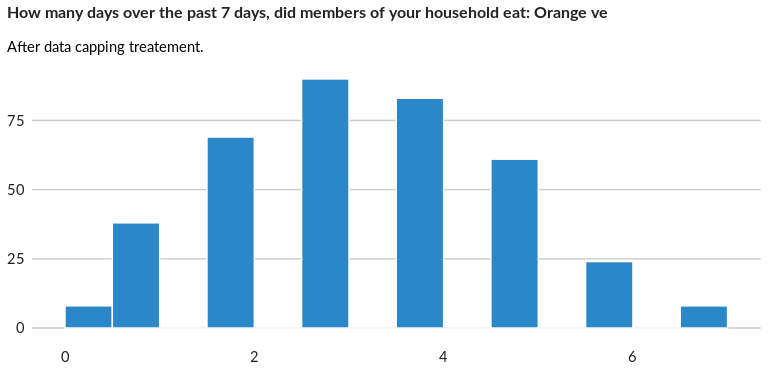 How many days over the past 7 days, did members of your household eat: Orange ve
After data capping treatement.
75
50
25
0
0 2 4 6